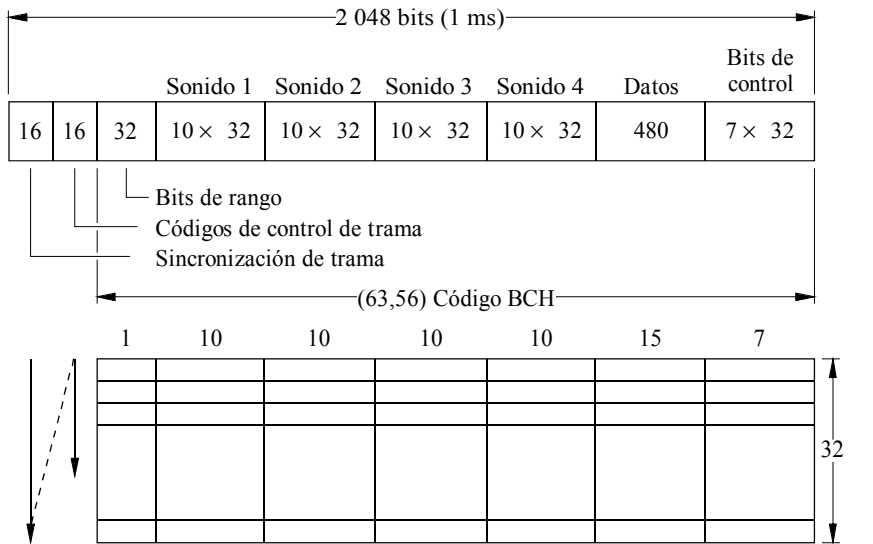 2 048 bits (1 ms)
Bits de
control
Sonido 1 Sonido 2 Sonido 3 Sonido 4 Datos
16 16 32 10 × 32 10 × 32 10 × 32 10 × 32 480 7 × 32
Bits de rango
Códigos de control de trama
Sincronización de trama
(63,56) Código BCH
1 10 10 10 10 15 7
32